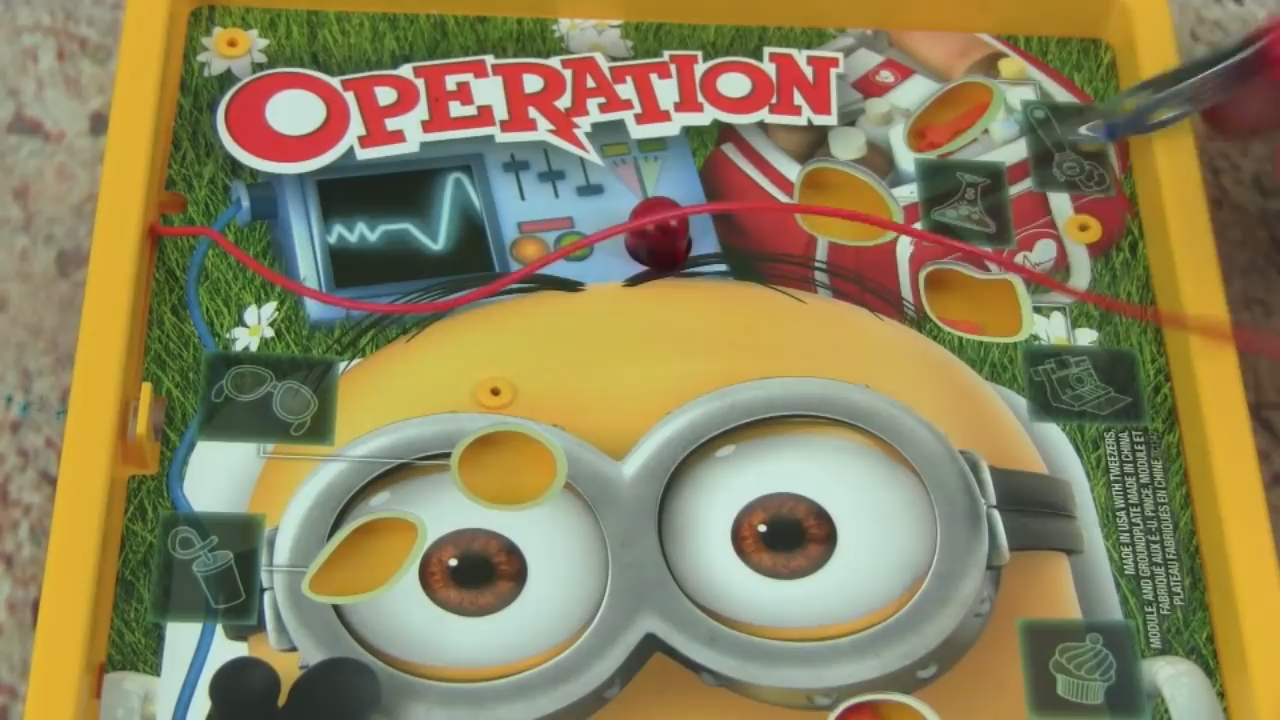 OPERATION
MADE IN USA WITH TWEEZERS,
MODULE, AND GROUNDPLATE MADE IN CHINA.
FABRIQUÉ AUX É.-U. PINCE, MODULE ET
PLATEAU FABRIQUÉS EN CHINE.